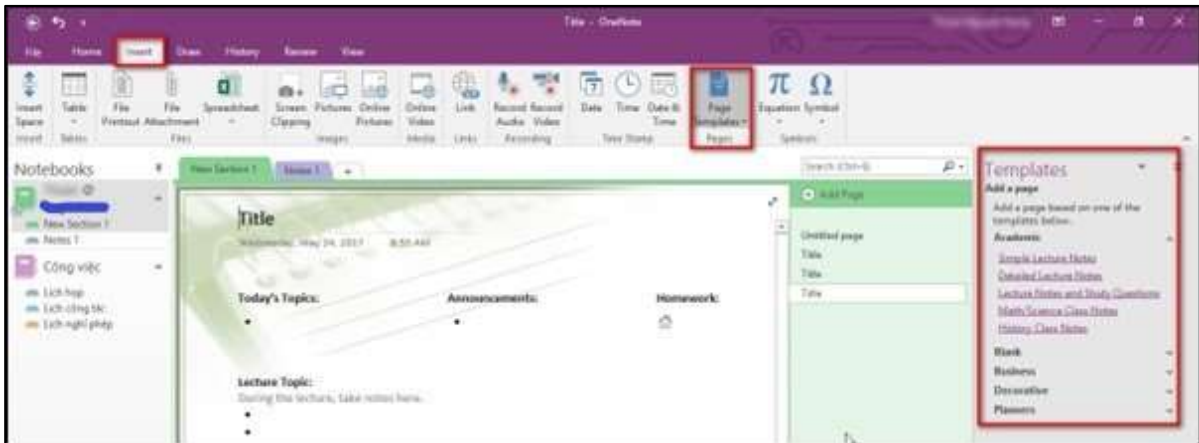 Title - OneNote
File Home Insert Draw History Review View
Insert Space
Table
File Printout
File Attachment
Spreadsheet
Screen Clipping
Pictures
Online Pictures
Online Video
Link
Record Audio
Record Video
Date
Time
Date & Time
Page Templates
Equation
Symbol
Insert Tables Files Images Media Links Recording Time Stamp Pages Symbols
Notebooks
New Section 1
Notes 1
Công việc
Lịch họp
Lịch công tác
Lịch nghỉ phép
New Section 1 Notes 1
Title
Wednesday, May 24, 2017 8:55 AM
Today's Topics: Announcements: Homework:
Lecture Topic:
During the lecture, take notes here.
Search (Ctrl+E)
Add Page
Untitled page
Title
Title
Title
Templates
Add a page
Add a page based on one of the
templates below.
Academic
Simple Lecture Notes
Detailed Lecture Notes
Lecture Notes and Study Questions
Math/Science Class Notes
History Class Notes
Blank
Business
Decorative
Planners